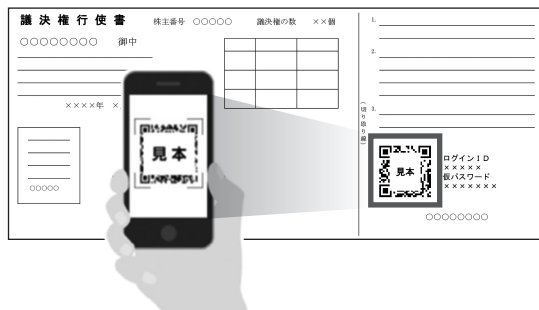 議決権行使書 株主番号 ○○○○○ 議決権の数 ××個
○○○○○○○○ 御中
××××年 ×
○○○○○
見本
(切り取り線)
1.
2.
3.
見本
ログインID
×××××
仮パスワード
×××××××
○○○○○○○○